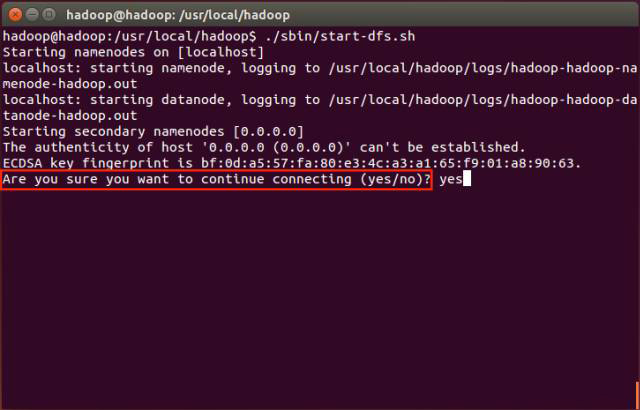 hadoop@hadoop: /usr/local/hadoop
hadoop@hadoop:/usr/local/hadoop$ ./sbin/start-dfs.sh
Starting namenodes on [localhost]
localhost: starting namenode, logging to /usr/local/hadoop/logs/hadoop-hadoop-na
menode-hadoop.out
localhost: starting datanode, logging to /usr/local/hadoop/logs/hadoop-hadoop-da
tanode-hadoop.out
Starting secondary namenodes [0.0.0.0]
The authenticity of host '0.0.0.0 (0.0.0.0)' can't be established.
ECDSA key fingerprint is bf:0d:a5:57:fa:80:e3:4c:a3:a1:65:f9:01:a8:90:63.
Are you sure you want to continue connecting (yes/no)? yes